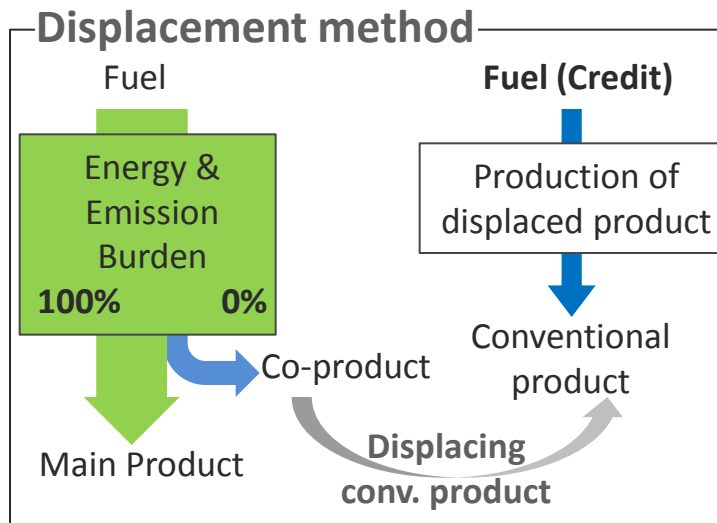 Displacement method
Fuel
Energy &
Emission
Burden
100% 0%
Main Product
Co-product
Fuel (Credit)
Production of
displaced product
Conventional
product
Displacing
conv. product